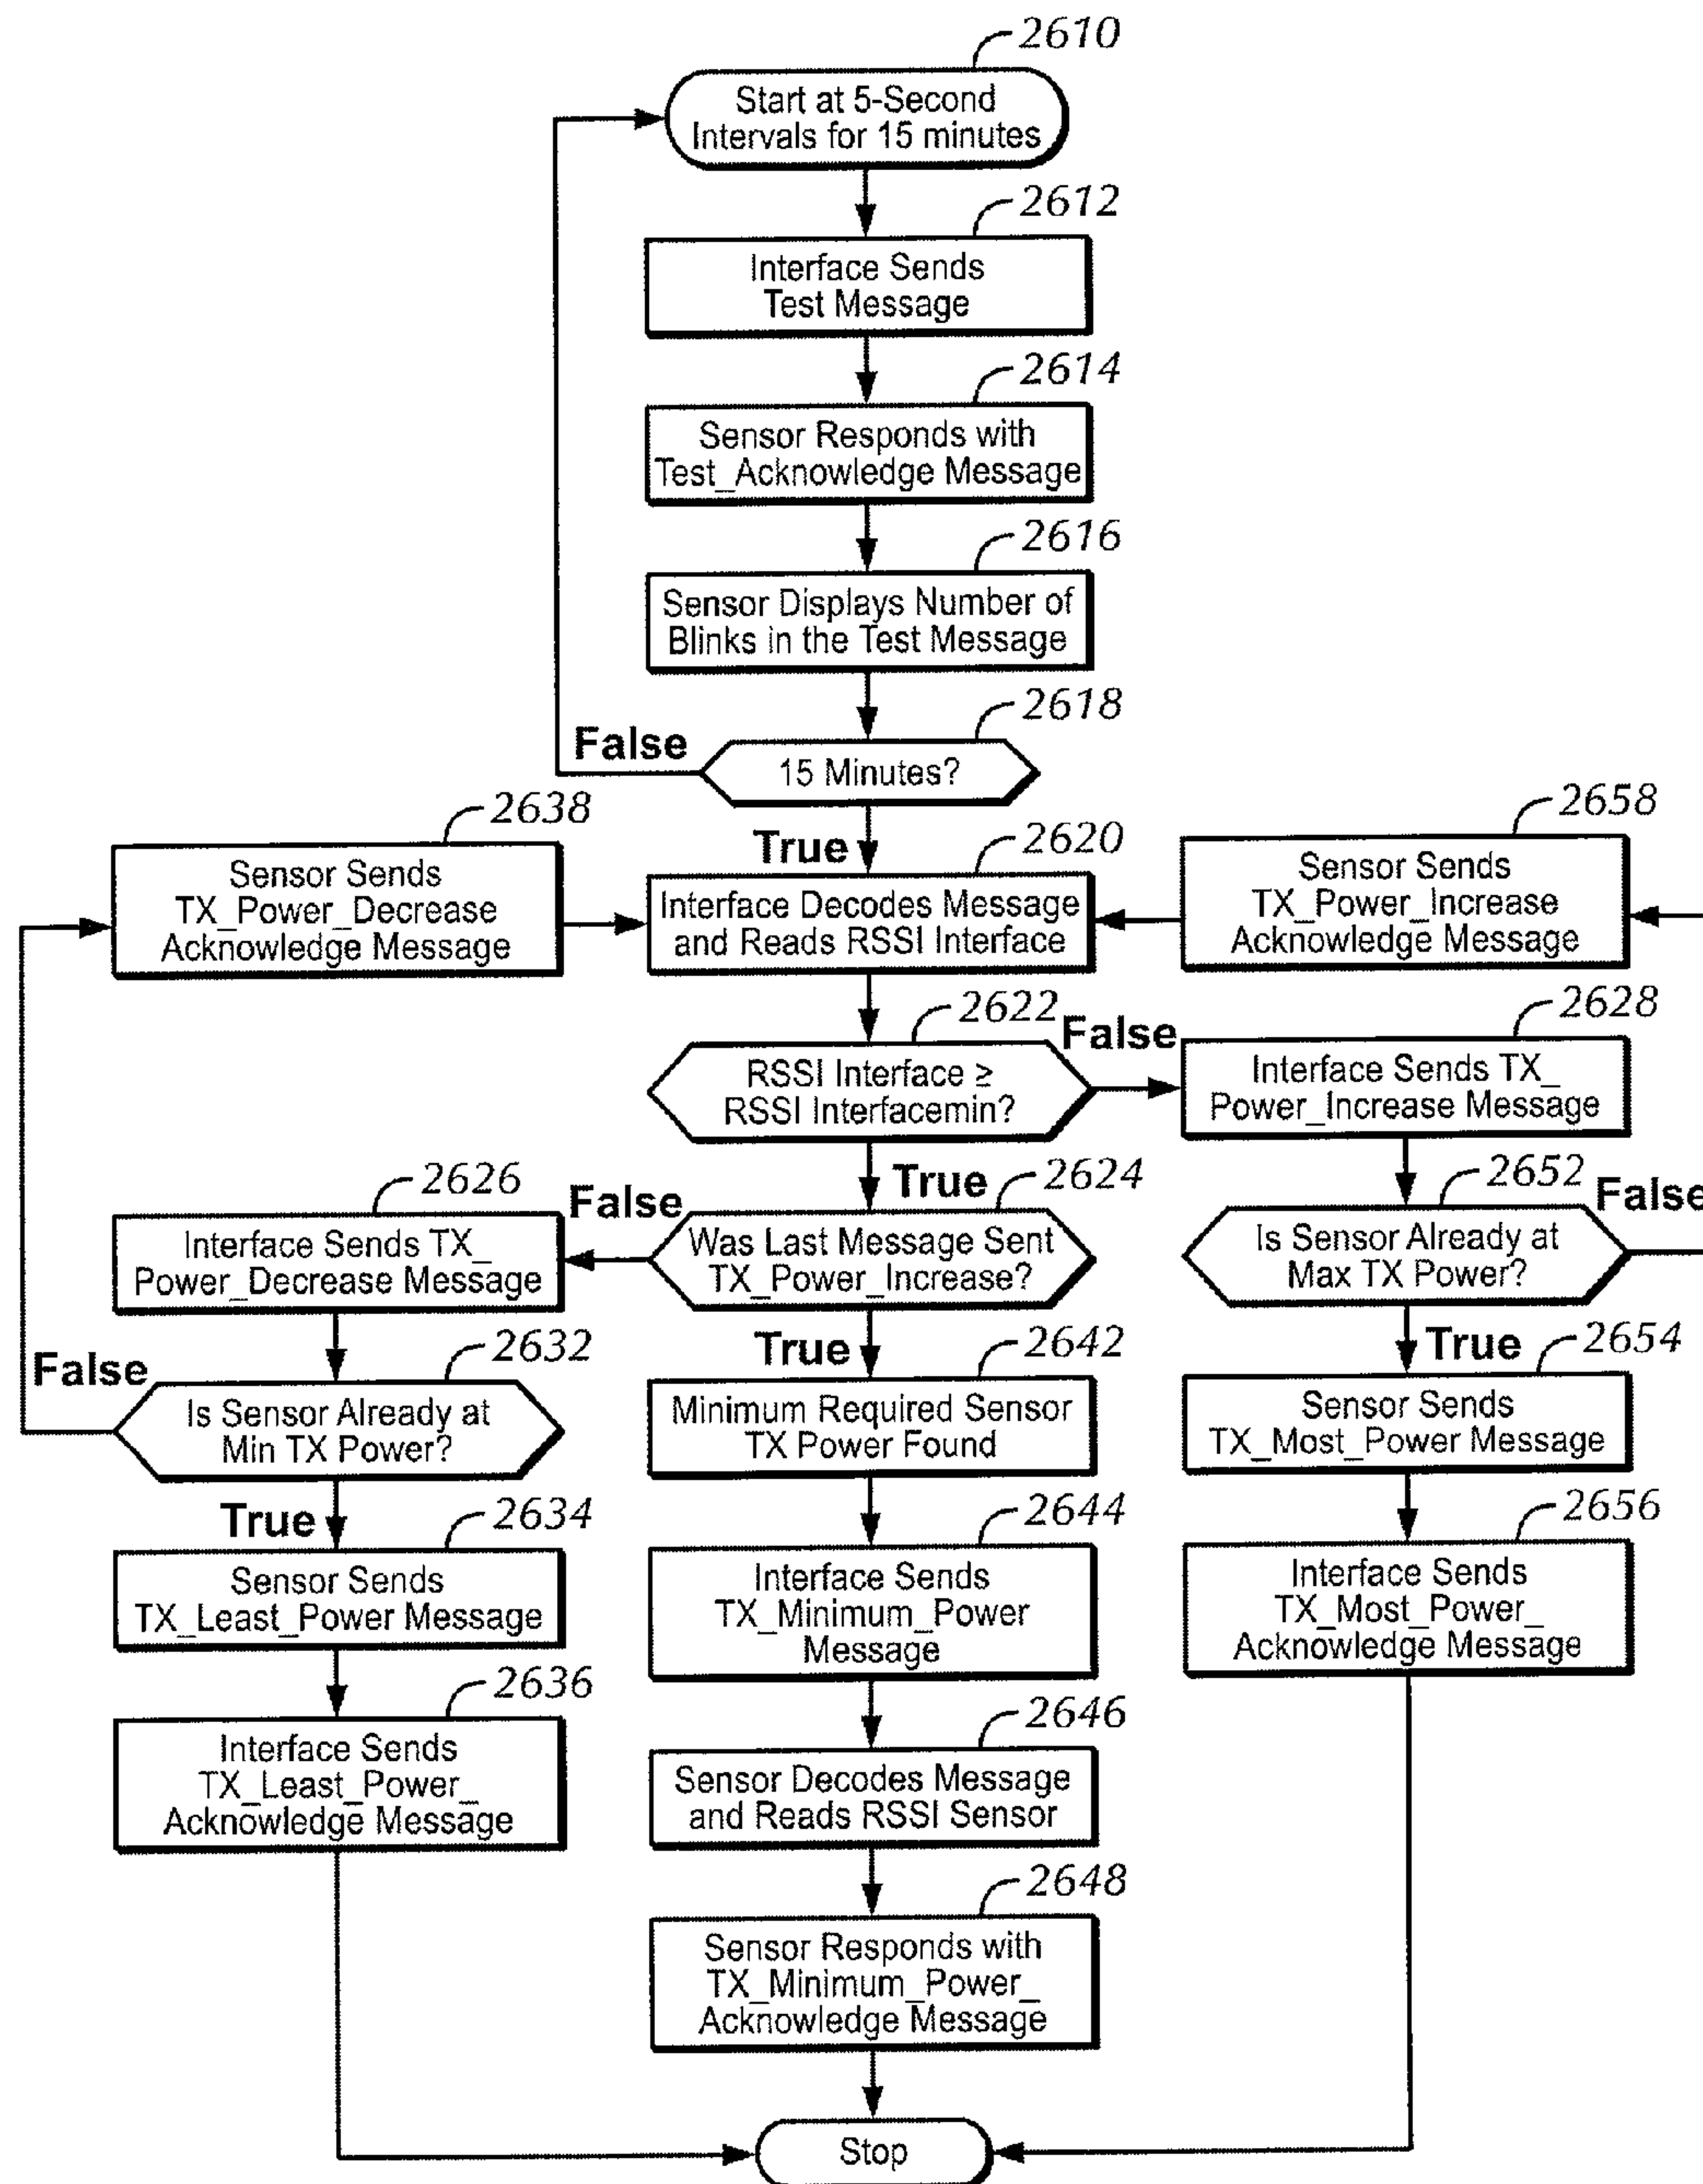 2610
Start at 5-Second
Intervals for 15 minutes
2612
Interface Sends
Test Message
2614
Sensor Responds with
Test_Acknowledge Message
2616
Sensor Displays Number of
Blinks in the Test Message
2618
False
15 Minutes?
2638
Sensor Sends
TX_Power_Decrease
Acknowledge Message
True
2620
Interface Decodes Message
and Reads RSSI Interface
2658
Sensor Sends
TX_Power_Increase
Acknowledge Message
2622
RSSI Interface ≥
RSSI Interfacemin?
False
2628
Interface Sends TX_
Power_Increase Message
2626
Interface Sends TX_
Power_Decrease Message
False
True
2624
Was Last Message Sent
TX_Power_Increase?
2652
False
Is Sensor Already at
Max TX Power?
2632
False
Is Sensor Already at
Min TX Power?
True
2642
Minimum Required Sensor
TX Power Found
True
2654
Sensor Sends
TX_Most_Power Message
True
2634
Sensor Sends
TX_Least_Power Message
2644
Interface Sends
TX_Minimum_Power
Message
2656
Interface Sends
TX_Most_Power_
Acknowledge Message
2636
Interface Sends
TX_Least_Power_
Acknowledge Message
2646
Sensor Decodes Message
and Reads RSSI Sensor
2648
Sensor Responds with
TX_Minimum_Power_
Acknowledge Message
Stop